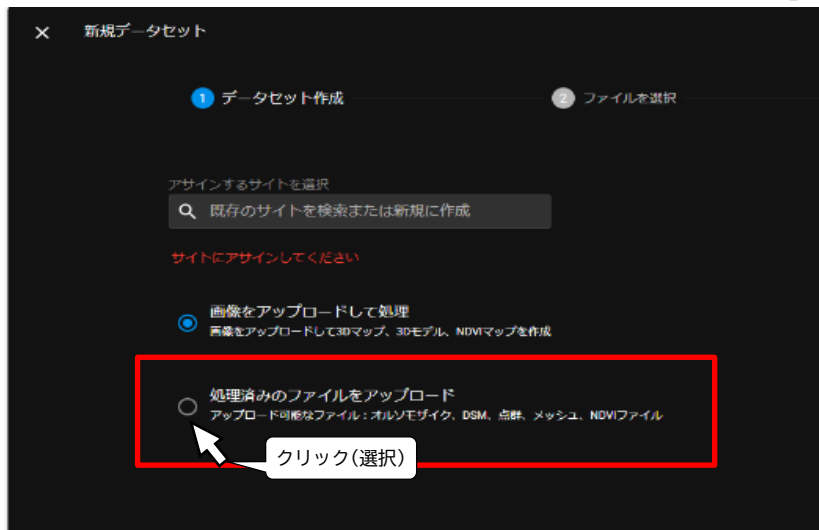 × 新規データセット
1 データセット作成 2 ファイルを選択
アサインするサイトを選択
既存のサイトを検索または新規に作成
サイトにアサインしてください
画像をアップロードして処理
画像をアップロードして3Dマップ、3Dモデル、NDVIマップを作成
処理済みのファイルをアップロード
アップロード可能なファイル：オルソモザイク、DSM、点群、メッシュ、NDVIファイル
クリック(選択)